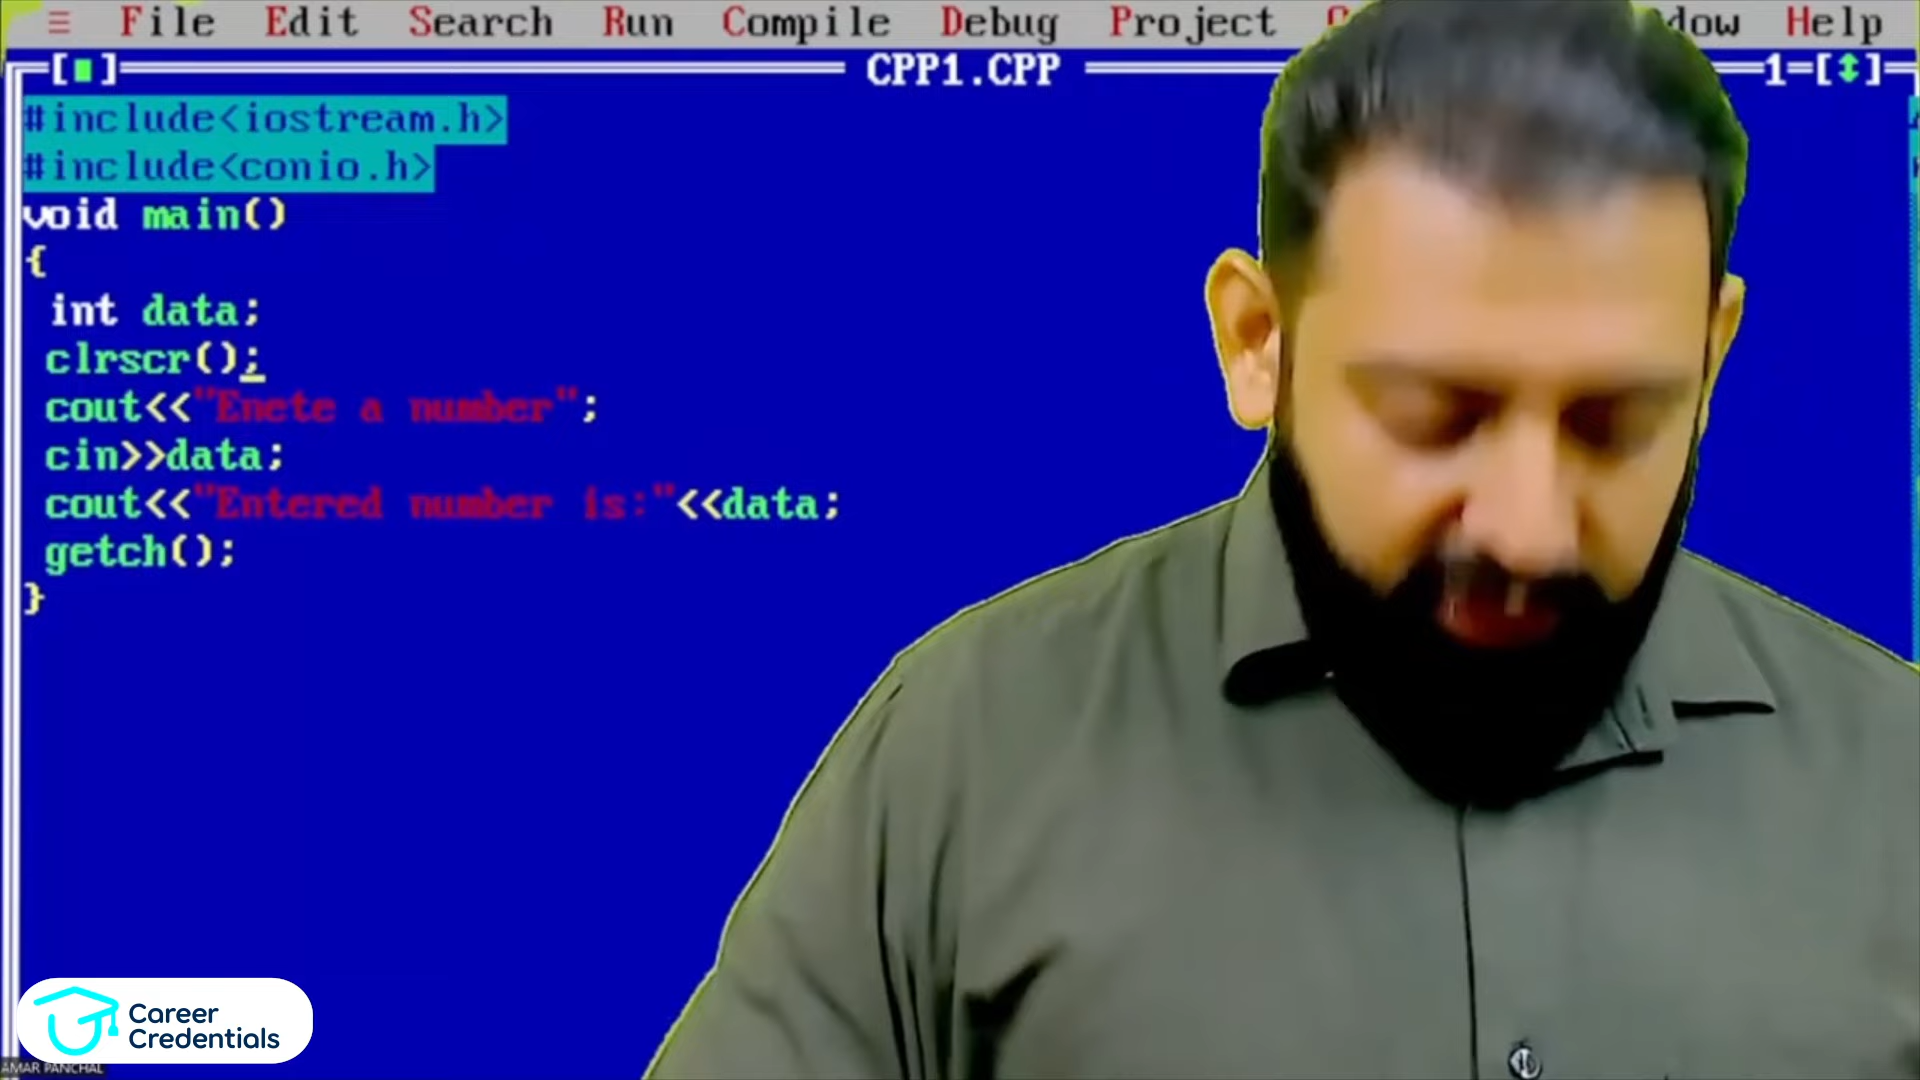 ≡ File Edit Search Run Compile Debug Project Help
[■] CPP1.CPP 1=[↕]
#include<iostream.h>
#include<conio.h>
void main()
{
int data;
clrscr();
cout<<"Enete a number";
cin>>data;
cout<<"Entered number is:"<<data;
getch();
}
Career
Credentials
AMAR PANCHAL